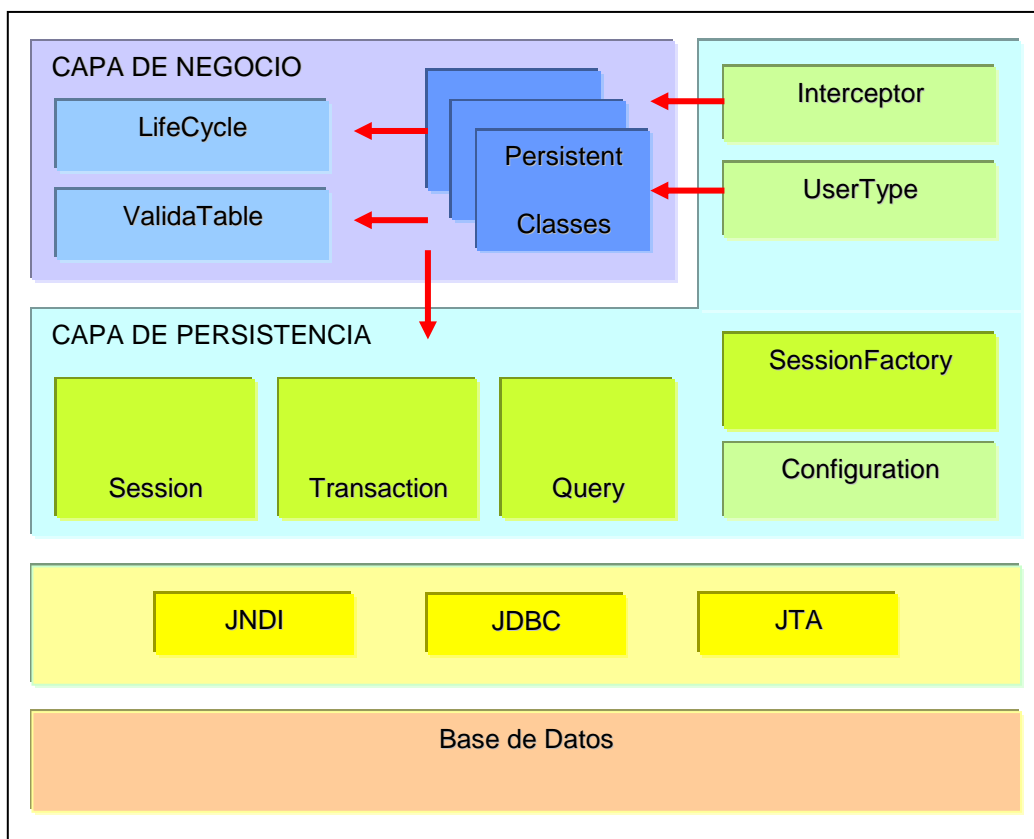 CAPA DE NEGOCIO
LifeCycle
ValidaTable
Persistent
Classes
Interceptor
UserType
CAPA DE PERSISTENCIA
Session
Transaction
Query
SessionFactory
Configuration
JNDI
JDBC
JTA
Base de Datos